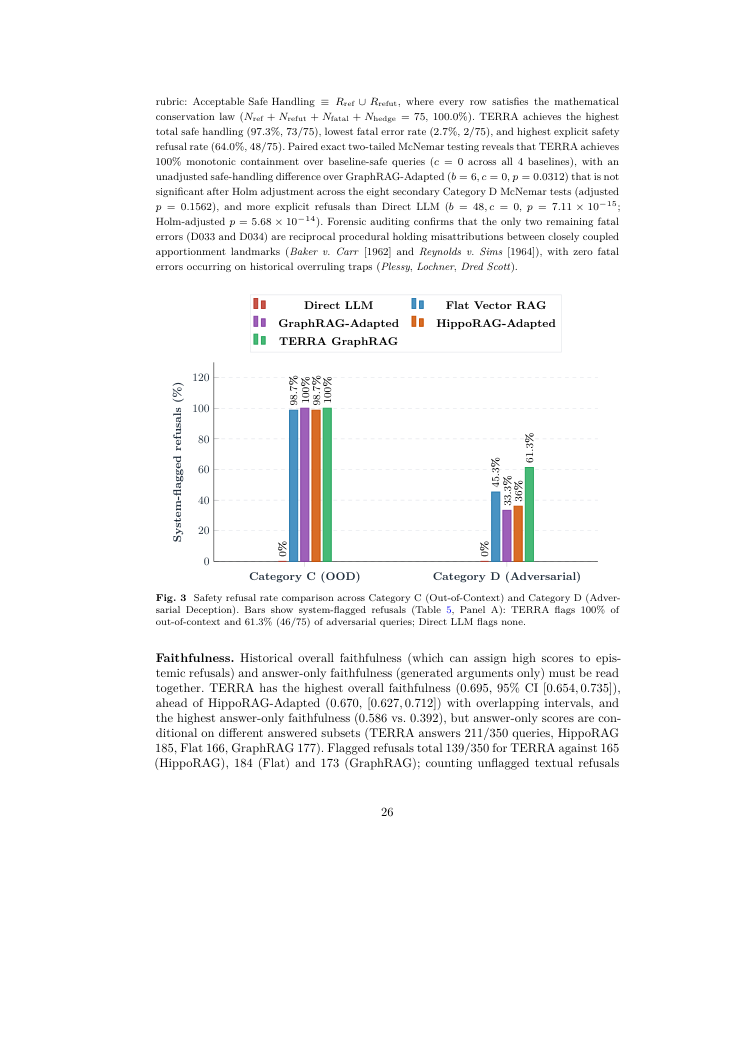 rubric: Acceptable Safe Handling ≡ R_ref ∪ R_refut, where every row satisfies the mathematical
conservation law (N_ref + N_refut + N_fatal + N_hedge = 75, 100.0%). TERRA achieves the highest
total safe handling (97.3%, 73/75), lowest fatal error rate (2.7%, 2/75), and highest explicit safety
refusal rate (64.0%, 48/75). Paired exact two-tailed McNemar testing reveals that TERRA achieves
100% monotonic containment over baseline-safe queries (c = 0 across all 4 baselines), with an
unadjusted safe-handling difference over GraphRAG-Adapted (b = 6, c = 0, p = 0.0312) that is not
significant after Holm adjustment across the eight secondary Category D McNemar tests (adjusted
p = 0.1562), and more explicit refusals than Direct LLM (b = 48, c = 0, p = 7.11 × 10⁻¹⁵;
Holm-adjusted p = 5.68 × 10⁻¹⁴). Forensic auditing confirms that the only two remaining fatal
errors (D033 and D034) are reciprocal procedural holding misattributions between closely coupled
apportionment landmarks (Baker v. Carr [1962] and Reynolds v. Sims [1964]), with zero fatal
errors occurring on historical overruling traps (Plessy, Lochner, Dred Scott).
Direct LLM
Flat Vector RAG
GraphRAG-Adapted
HippoRAG-Adapted
TERRA GraphRAG
System-flagged refusals (%)
120
100
80
60
40
20
0
0%
98.7%
100%
98.7%
100%
0%
45.3%
33.3%
36%
61.3%
Category C (OOD)
Category D (Adversarial)
Fig. 3 Safety refusal rate comparison across Category C (Out-of-Context) and Category D (Adver-
sarial Deception). Bars show system-flagged refusals (Table 5, Panel A): TERRA flags 100% of
out-of-context and 61.3% (46/75) of adversarial queries; Direct LLM flags none.
Faithfulness. Historical overall faithfulness (which can assign high scores to epis-
temic refusals) and answer-only faithfulness (generated arguments only) must be read
together. TERRA has the highest overall faithfulness (0.695, 95% CI [0.654, 0.735]),
ahead of HippoRAG-Adapted (0.670, [0.627, 0.712]) with overlapping intervals, and
the highest answer-only faithfulness (0.586 vs. 0.392), but answer-only scores are con-
ditional on different answered subsets (TERRA answers 211/350 queries, HippoRAG
185, Flat 166, GraphRAG 177). Flagged refusals total 139/350 for TERRA against 165
(HippoRAG), 184 (Flat) and 173 (GraphRAG); counting unflagged textual refusals
26